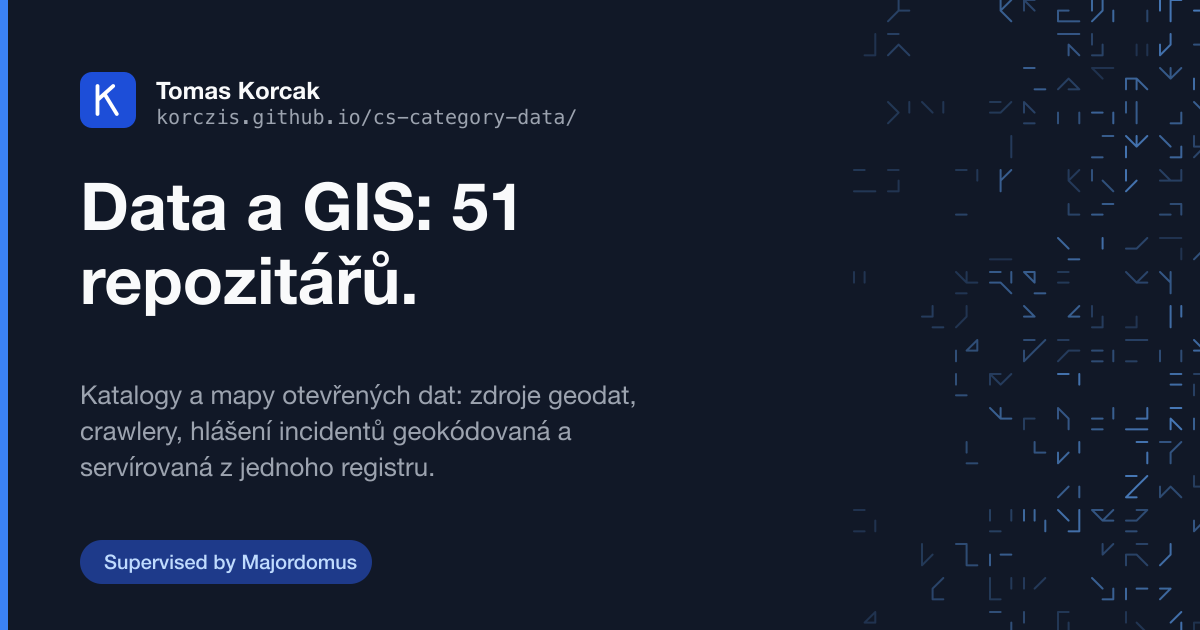 Tomas Korcak
korczis.github.io/cs-category-data/
Data a GIS: 51
repozitářů.
Katalogy a mapy otevřených dat: zdroje geodat,
crawlery, hlášení incidentů geokódovaná a
servírovaná z jednoho registru.
Supervised by Majordomus